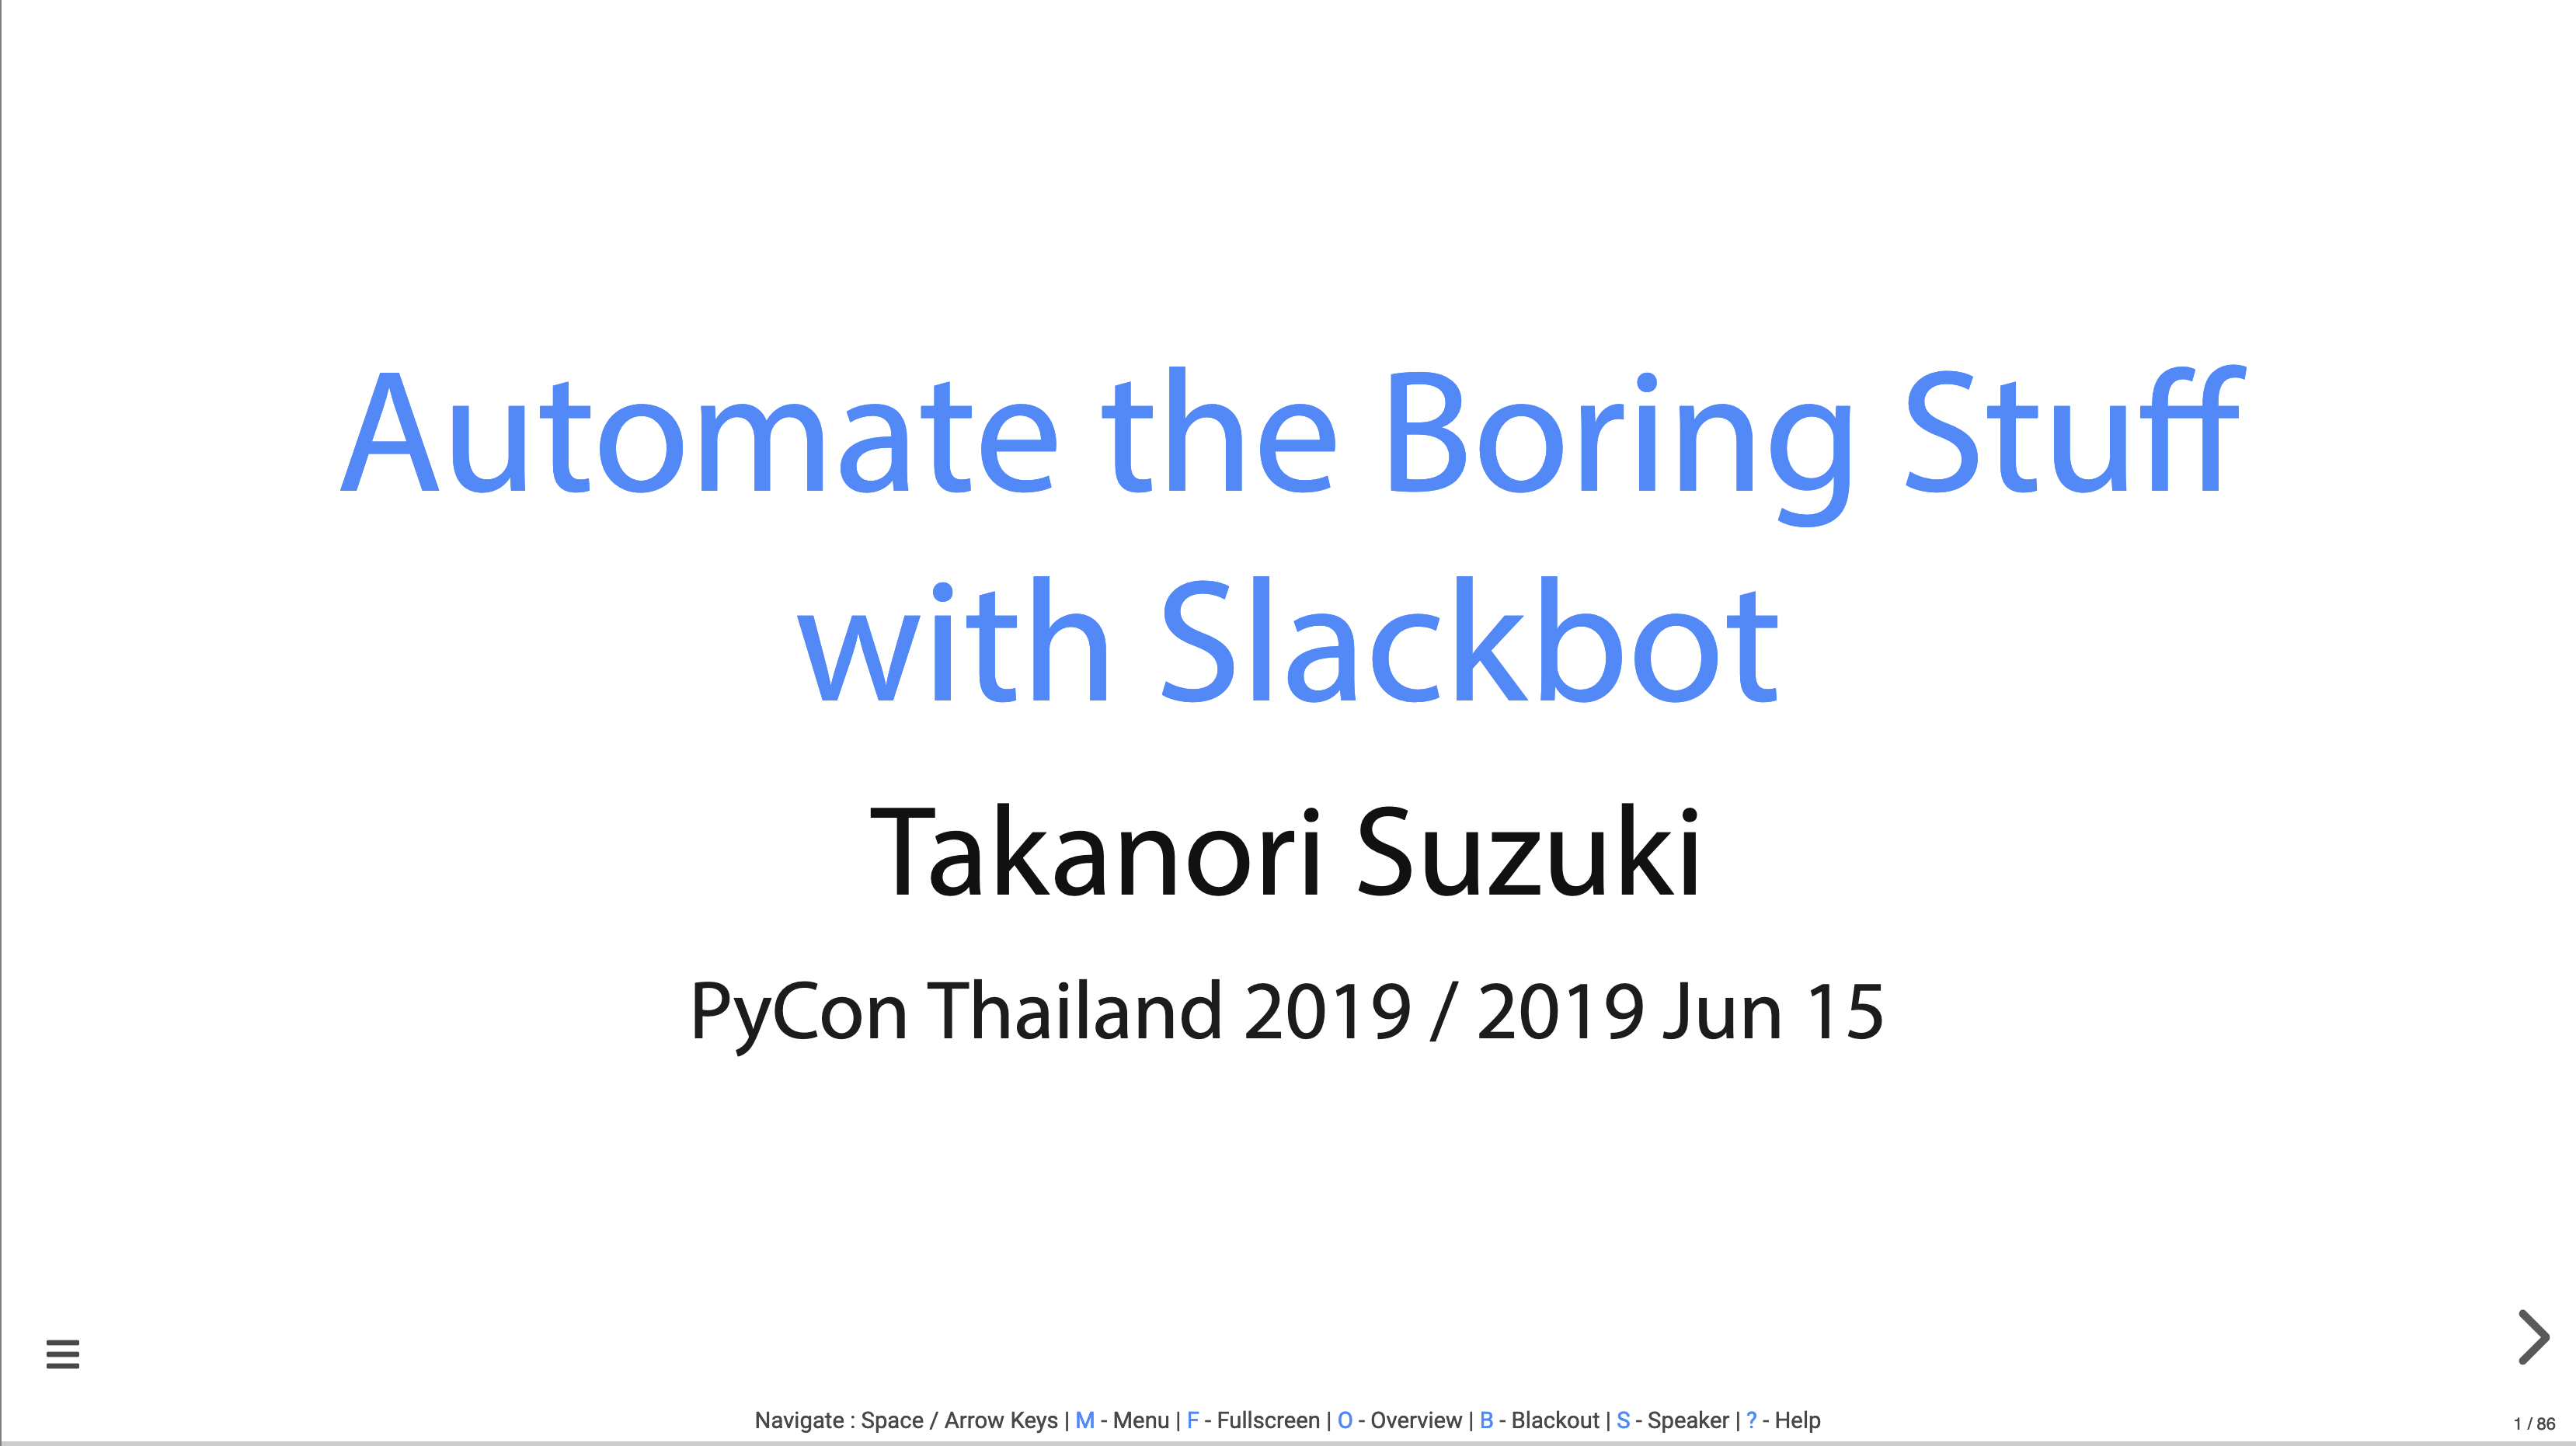 Automate the Boring Stuff
with Slackbot
Takanori Suzuki
PyCon Thailand 2019 / 2019 Jun 15
Navigate : Space / Arrow Keys | M - Menu | F - Fullscreen | O - Overview | B - Blackout | S - Speaker | ? - Help
1 / 86